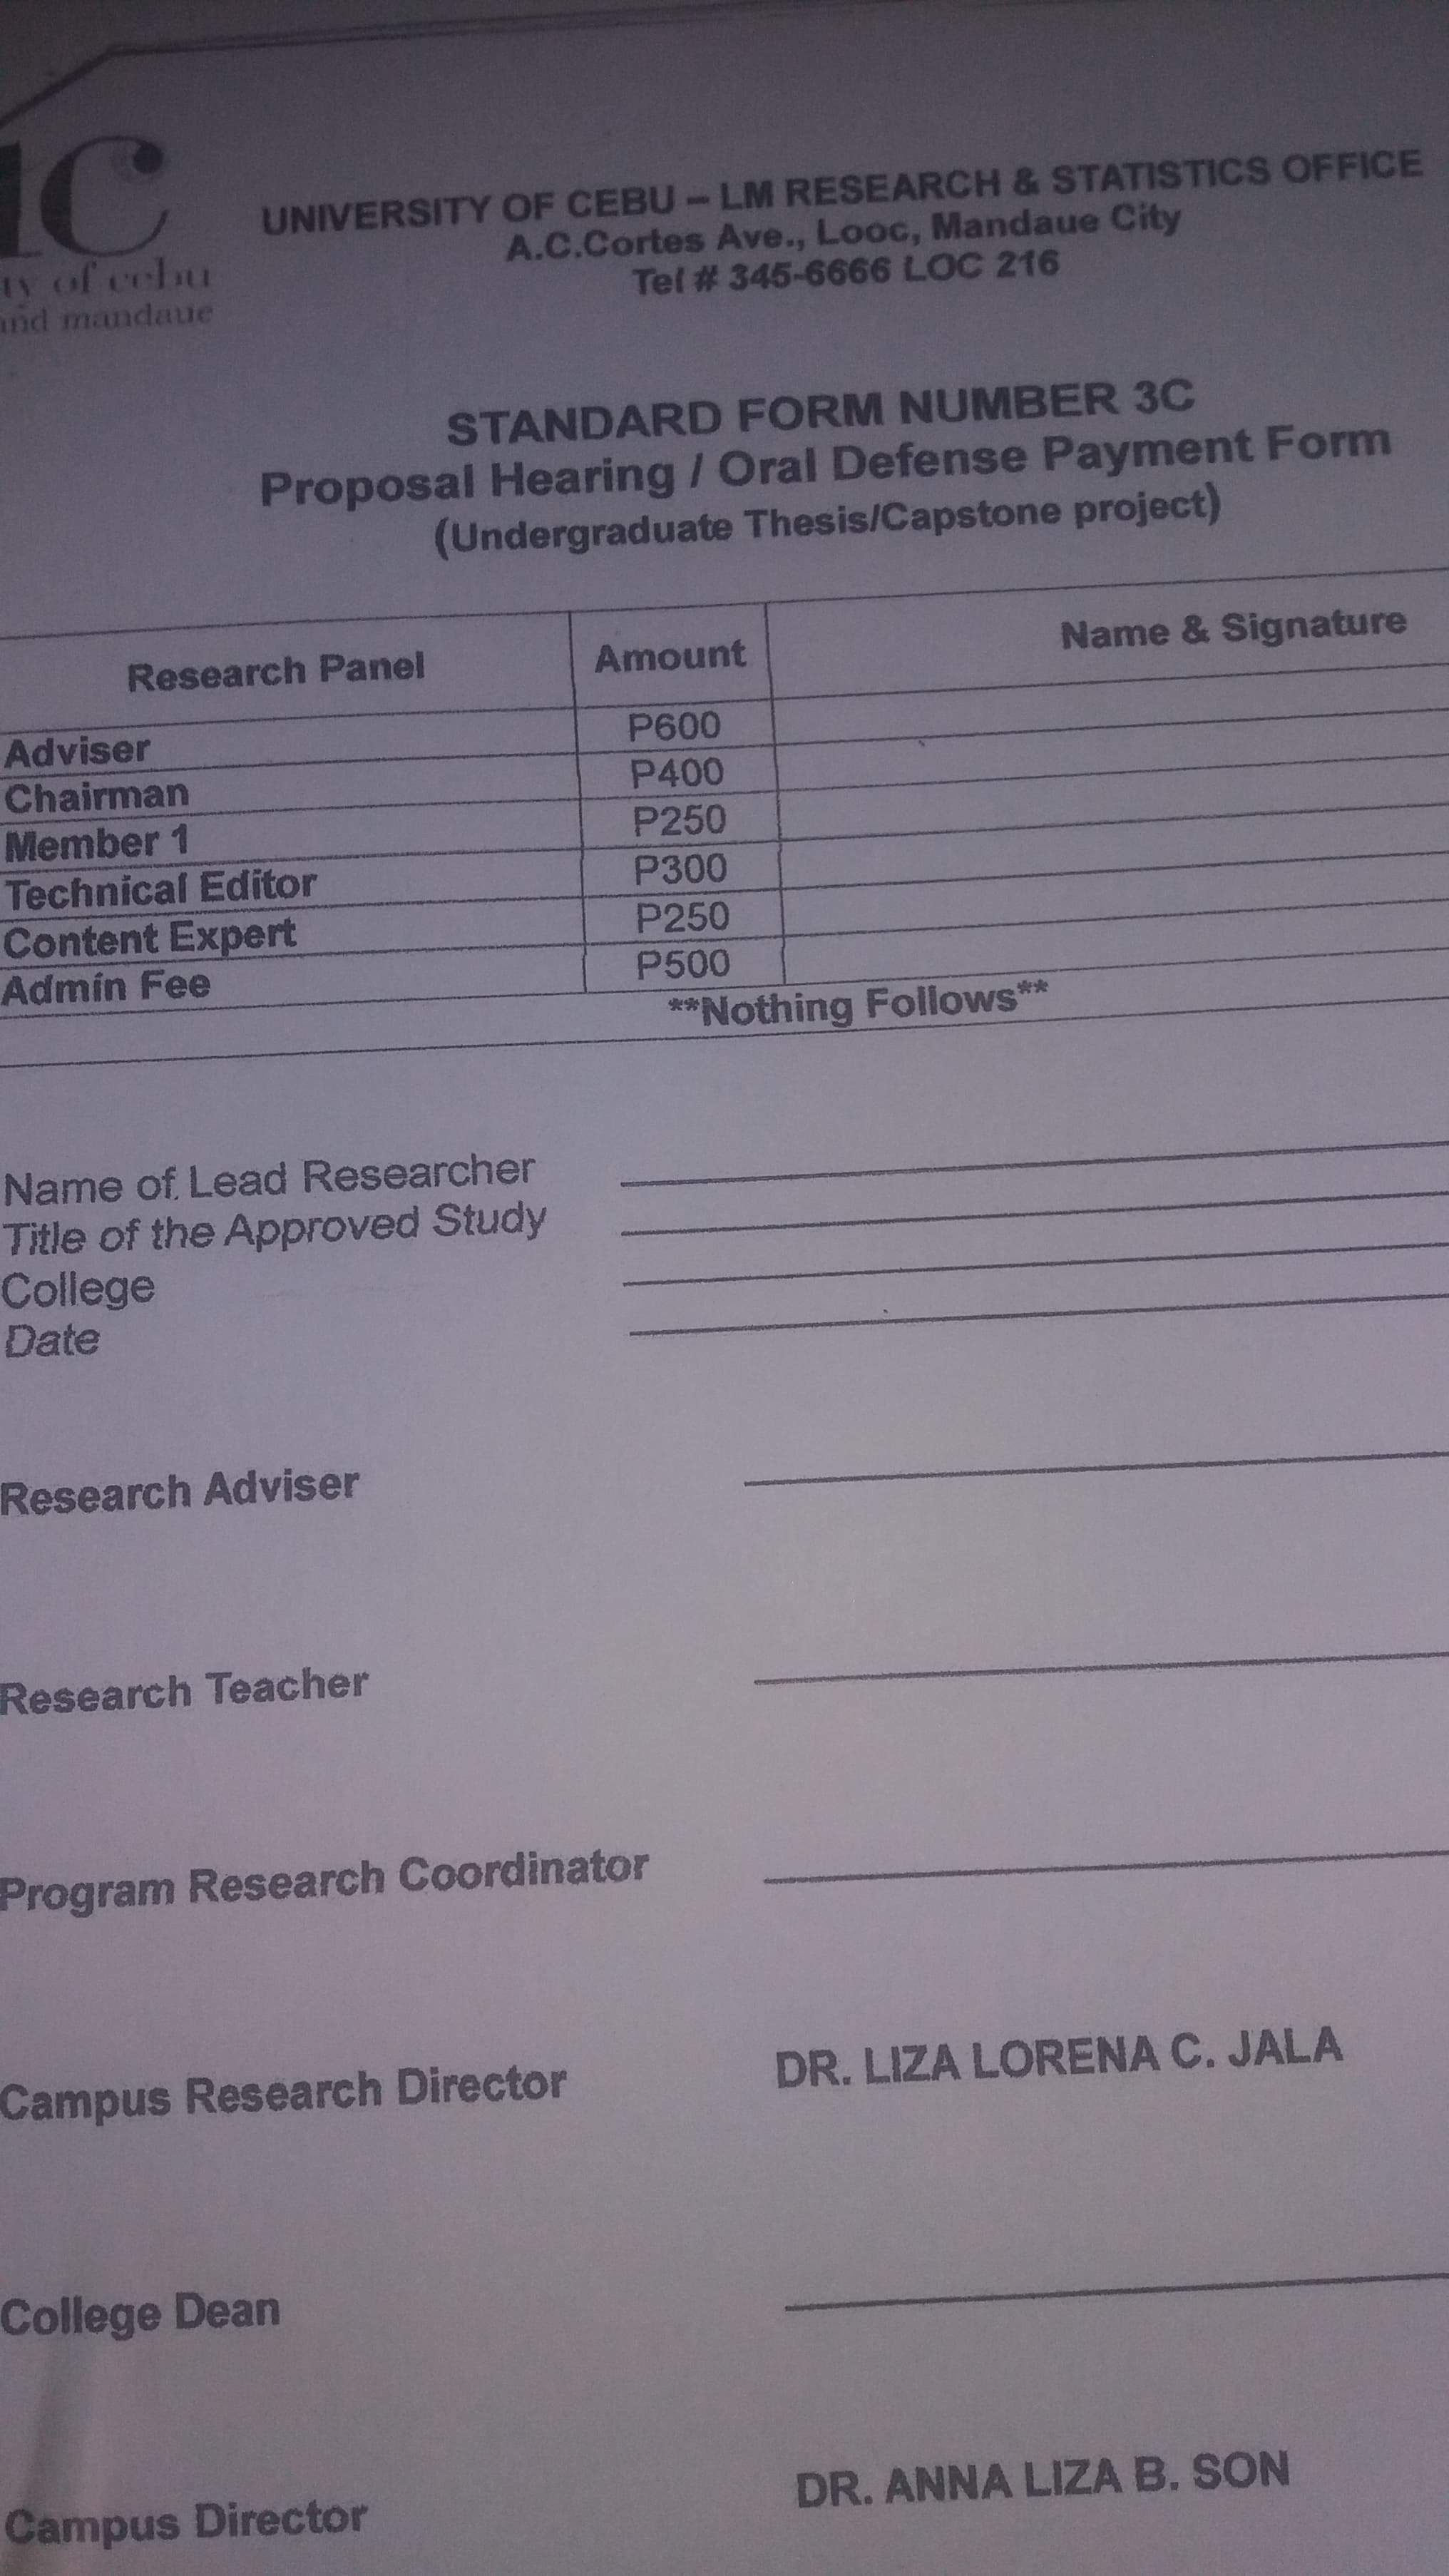 ty of cebu
and mandaue
UNIVERSITY OF CEBU – LM RESEARCH & STATISTICS OFFICE
A.C.Cortes Ave., Looc, Mandaue City
Tel # 345-6666 LOC 216
STANDARD FORM NUMBER 3C
Proposal Hearing / Oral Defense Payment Form
(Undergraduate Thesis/Capstone project)
Research Panel Amount Name & Signature
Adviser P600
Chairman P400
Member 1 P250
Technical Editor P300
Content Expert P250
Admin Fee P500
**Nothing Follows**
Name of Lead Researcher
Title of the Approved Study
College
Date
Research Adviser
Research Teacher
Program Research Coordinator
Campus Research Director DR. LIZA LORENA C. JALA
College Dean
Campus Director DR. ANNA LIZA B. SON